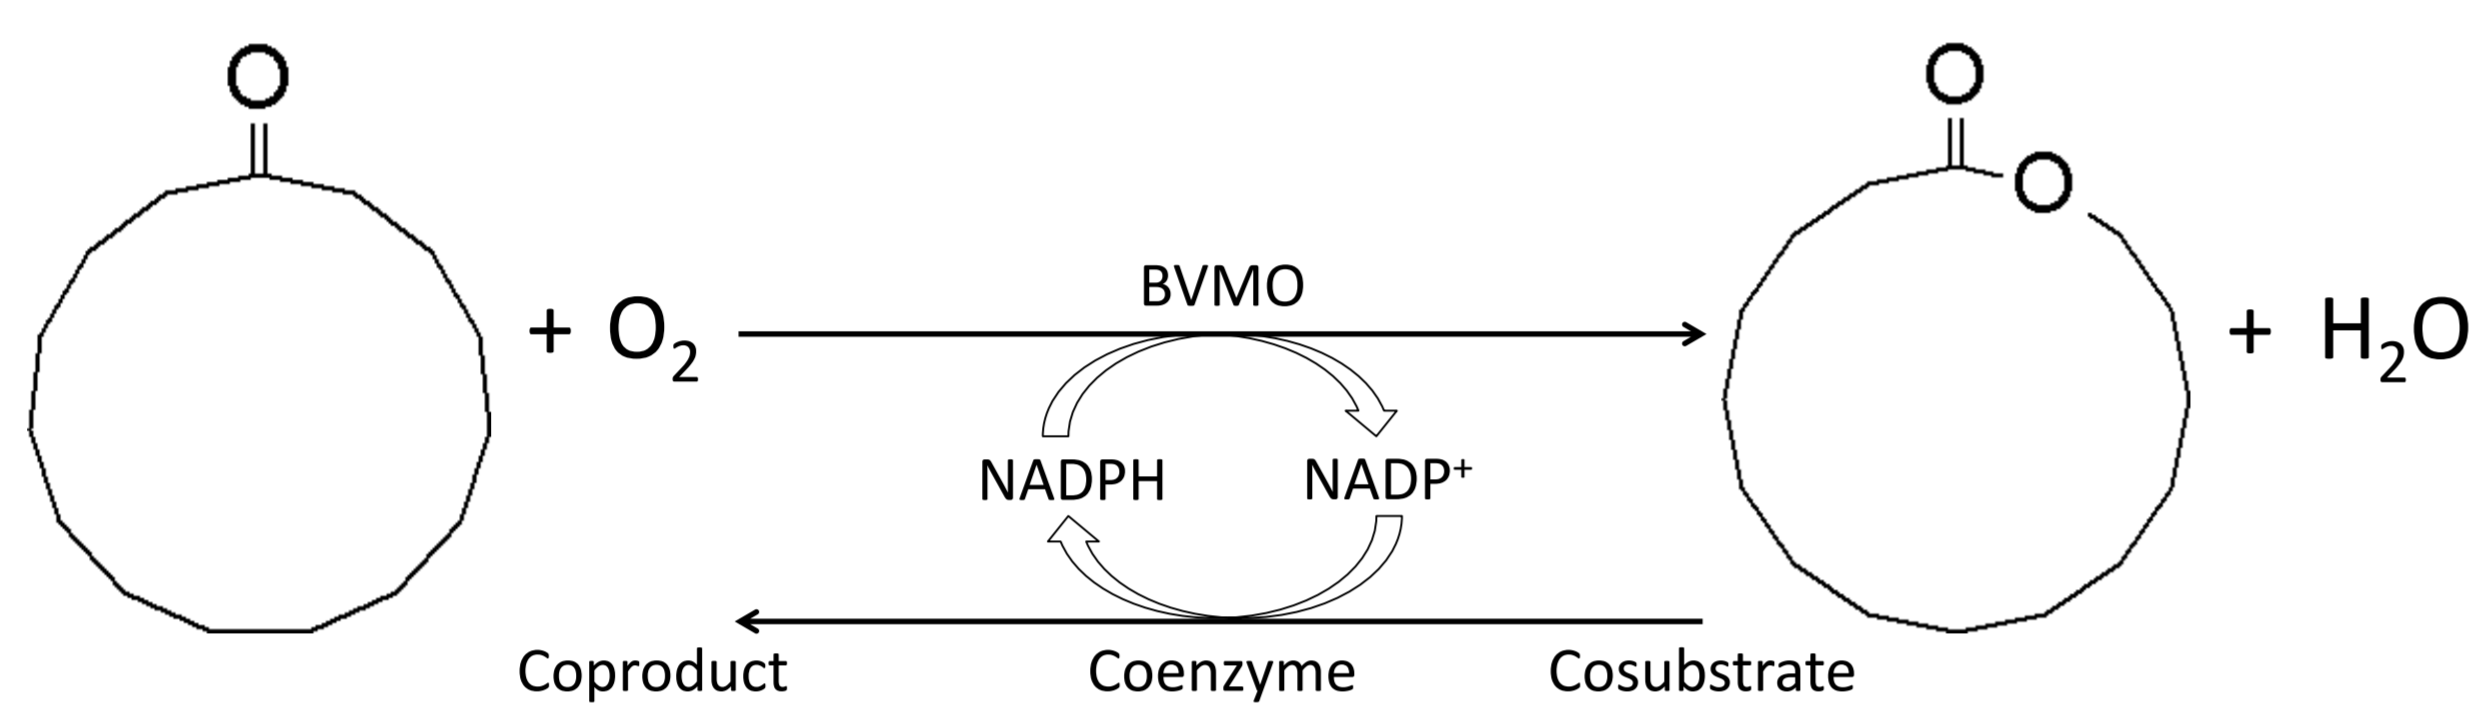 O
O
O
BVMO
+ O₂
+ H₂O
NADPH
NADP⁺
Coproduct
Coenzyme
Cosubstrate